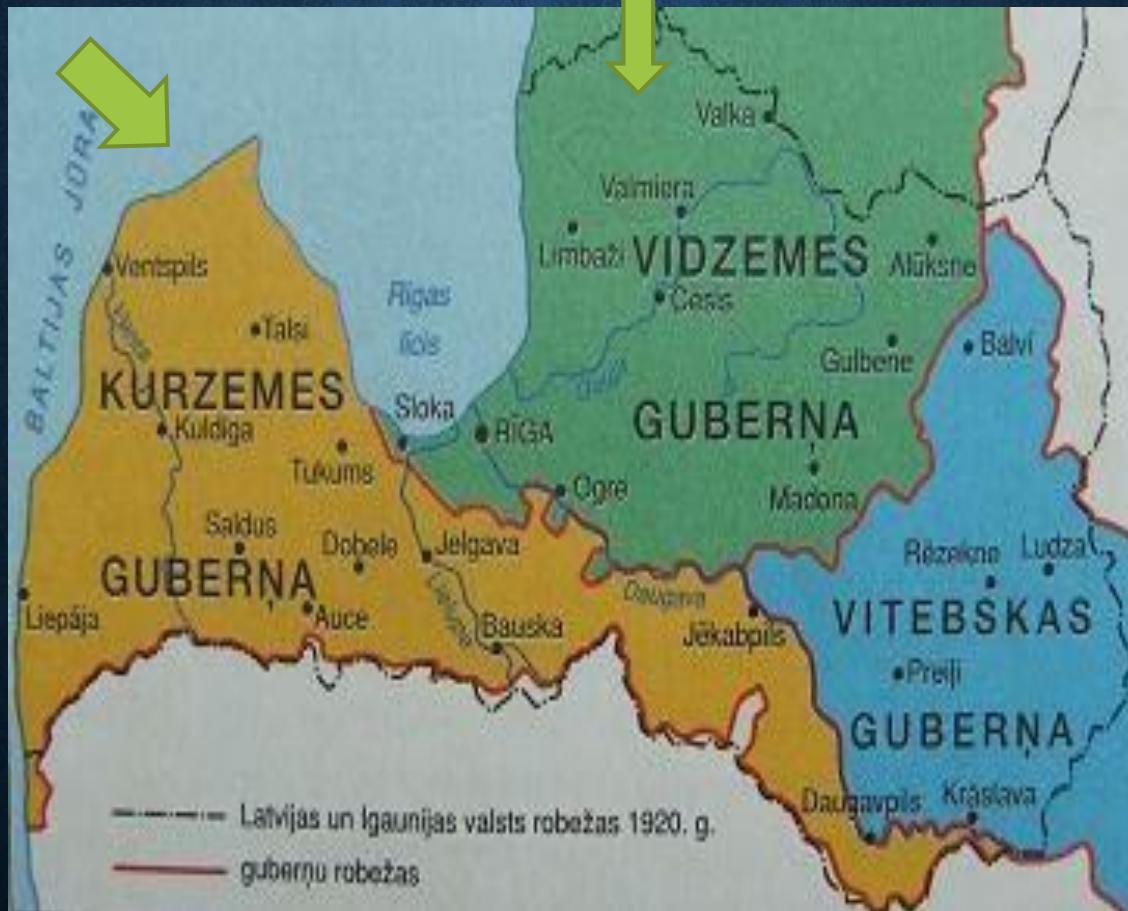 BALTIJAS JŪRA
Valka
Valmiera
Limbaži
VIDZEMES
Alūksne
Ventspils
Cēsis
Rīgas
līcis
Talsi
Gulbene
Balvi
KURZEMES
Sloka
Kuldīga
RĪGA
GUBERŅA
Tukums
Ogre
Madona
Saldus
Dobele
Jelgava
Rēzekne
Ludza
GUBERŅA
Lielupe
Daugava
Liepāja
Auce
Bauska
Jēkabpils
VITEBSKAS
Preiļi
GUBERŅA
Daugavpils
Krāslava
Latvijas un Igaunijas valsts robežas 1920. g.
guberņu robežas